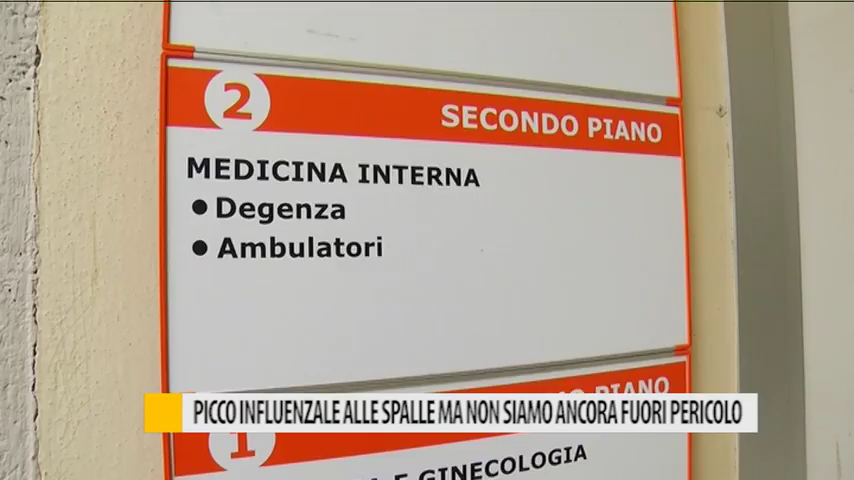 2
SECONDO PIANO
MEDICINA INTERNA
• Degenza
• Ambulatori
PIANO
PICCO INFLUENZALE ALLE SPALLE MA NON SIAMO ANCORA FUORI PERICOLO
1
E GINECOLOGIA